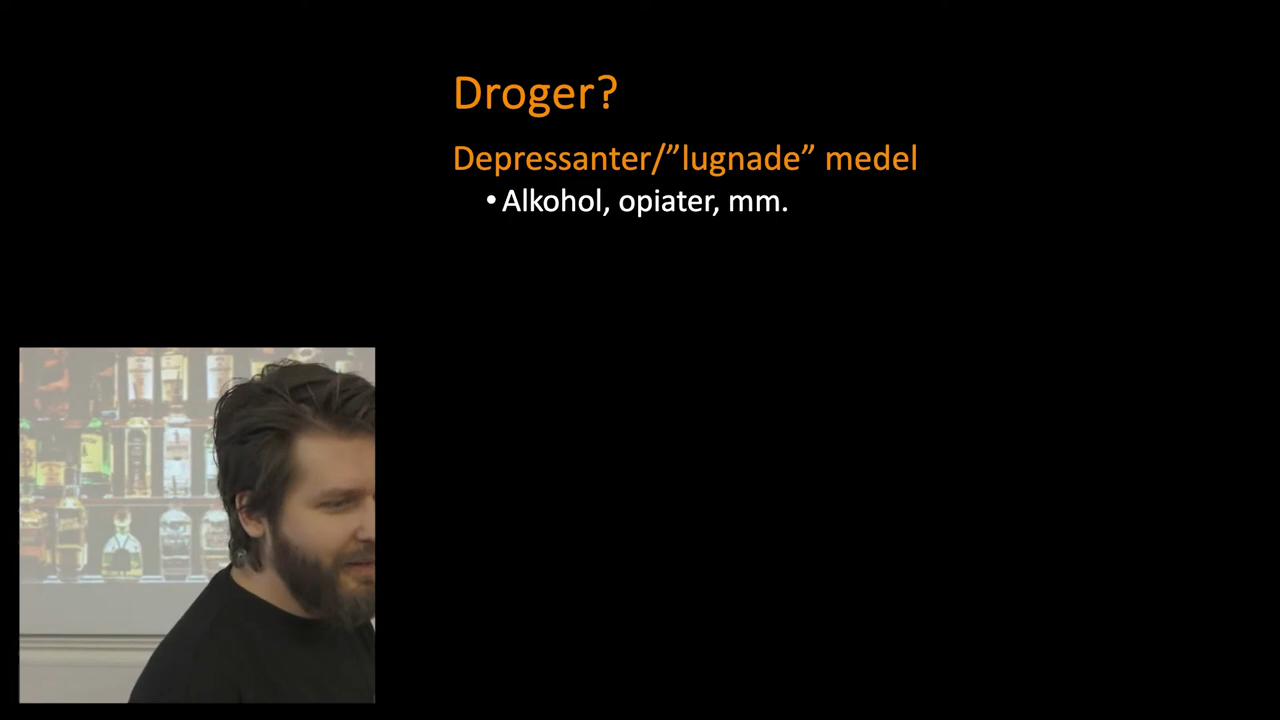 Droger?
Depressanter/”lugnade” medel
• Alkohol, opiater, mm.